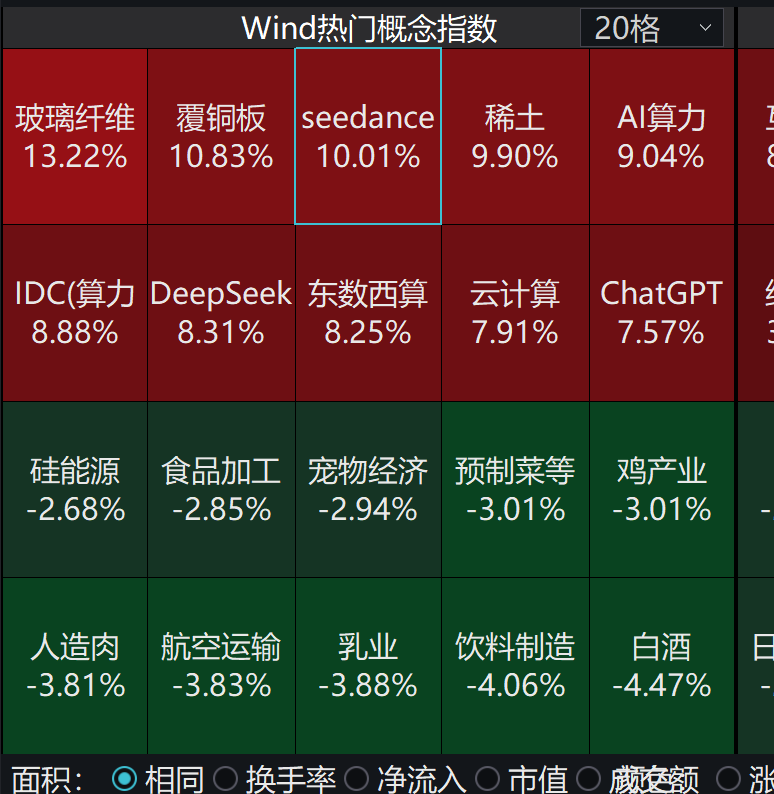 Wind热门概念指数 20格
玻璃纤维 覆铜板 seedance 稀土 AI算力
13.22% 10.83% 10.01% 9.90% 9.04%
IDC(算力 DeepSeek 东数西算 云计算 ChatGPT
8.88% 8.31% 8.25% 7.91% 7.57%
硅能源 食品加工 宠物经济 预制菜等 鸡产业
-2.68% -2.85% -2.94% -3.01% -3.01%
人造肉 航空运输 乳业 饮料制造 白酒 日
-3.81% -3.83% -3.88% -4.06% -4.47%
面积： 相同 换手率 净流入 市值 额 涨